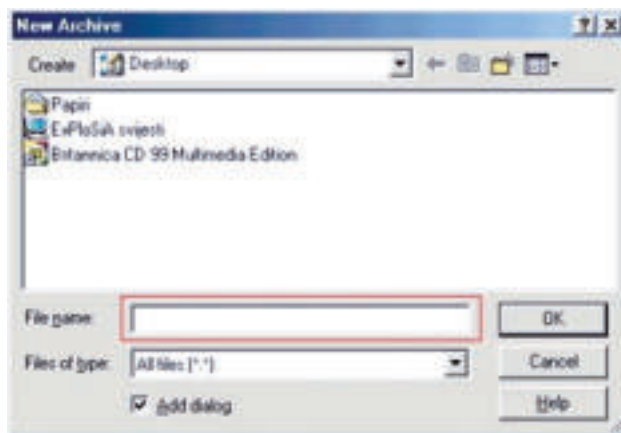 New Archive
Create Desktop
Papiri
ExPloSiA svijesti
Britannica CD 99 Multimedia Edition
File name:
OK
Files of type: All files (*.*)
Cancel
Add dialog
Help